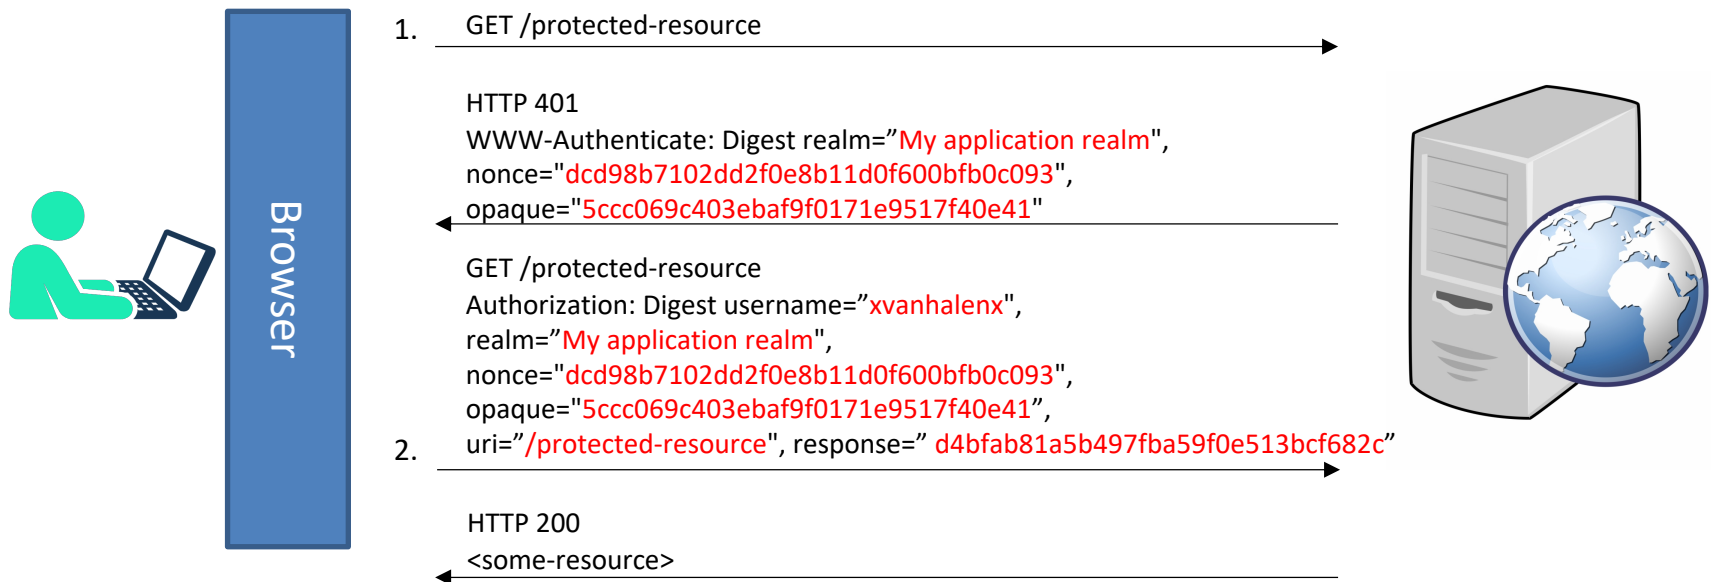 1. GET /protected-resource
HTTP 401
WWW-Authenticate: Digest realm=”My application realm",
nonce="dcd98b7102dd2f0e8b11d0f600bfb0c093",
opaque="5ccc069c403ebaf9f0171e9517f40e41"
Browser
GET /protected-resource
Authorization: Digest username=”xvanhalenx",
realm=”My application realm",
nonce="dcd98b7102dd2f0e8b11d0f600bfb0c093",
opaque="5ccc069c403ebaf9f0171e9517f40e41”,
2. uri=”/protected-resource", response=” d4bfab81a5b497fba59f0e513bcf682c”
HTTP 200
<some-resource>